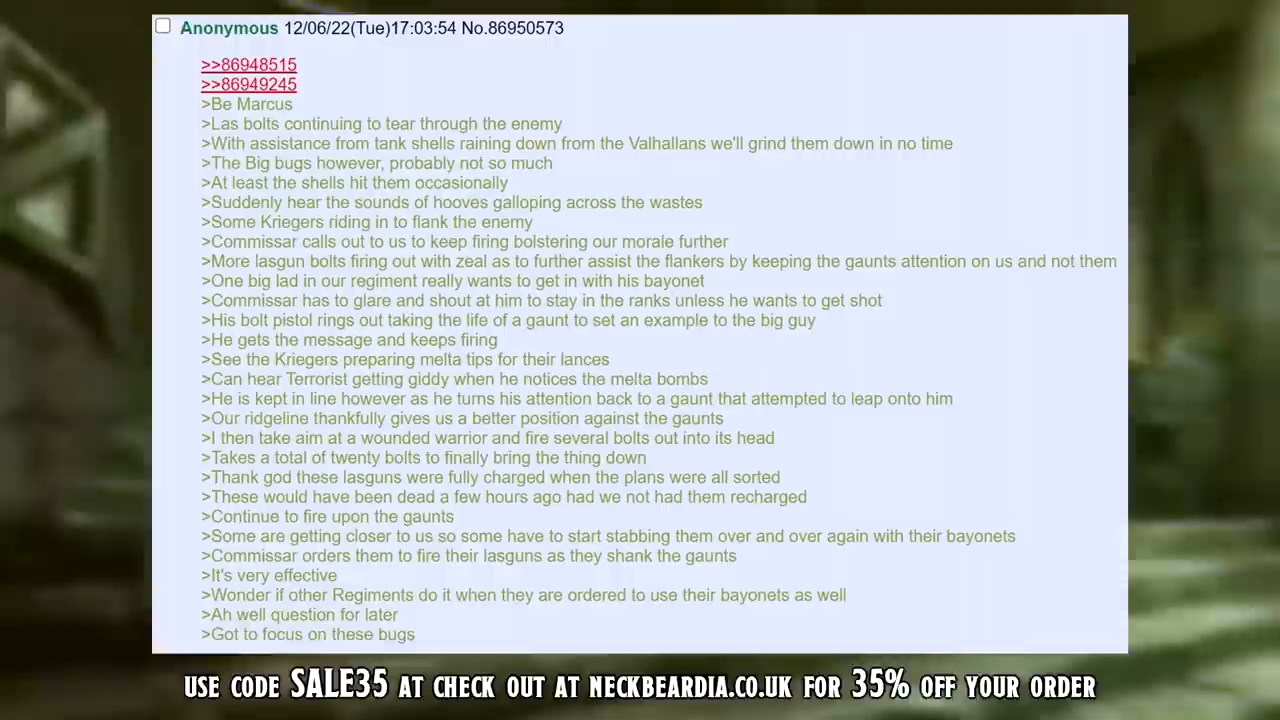 Anonymous 12/06/22(Tue)17:03:54 No.86950573
>>86948515
>>86949245
>Be Marcus
>Las bolts continuing to tear through the enemy
>With assistance from tank shells raining down from the Valhallans we'll grind them down in no time
>The Big bugs however, probably not so much
>At least the shells hit them occasionally
>Suddenly hear the sounds of hooves galloping across the wastes
>Some Kriegers riding in to flank the enemy
>Commissar calls out to us to keep firing bolstering our morale further
>More lasgun bolts firing out with zeal as to further assist the flankers by keeping the gaunts attention on us and not them
>One big lad in our regiment really wants to get in with his bayonet
>Commissar has to glare and shout at him to stay in the ranks unless he wants to get shot
>His bolt pistol rings out taking the life of a gaunt to set an example to the big guy
>He gets the message and keeps firing
>See the Kriegers preparing melta tips for their lances
>Can hear Terrorist getting giddy when he notices the melta bombs
>He is kept in line however as he turns his attention back to a gaunt that attempted to leap onto him
>Our ridgeline thankfully gives us a better position against the gaunts
>I then take aim at a wounded warrior and fire several bolts out into its head
>Takes a total of twenty bolts to finally bring the thing down
>Thank god these lasguns were fully charged when the plans were all sorted
>These would have been dead a few hours ago had we not had them recharged
>Continue to fire upon the gaunts
>Some are getting closer to us so some have to start stabbing them over and over again with their bayonets
>Commissar orders them to fire their lasguns as they shank the gaunts
>It's very effective
>Wonder if other Regiments do it when they are ordered to use their bayonets as well
>Ah well question for later
>Got to focus on these bugs
USE CODE SALE35 AT CHECK OUT AT NECKBEARDIA.CO.UK FOR 35% OFF YOUR ORDER